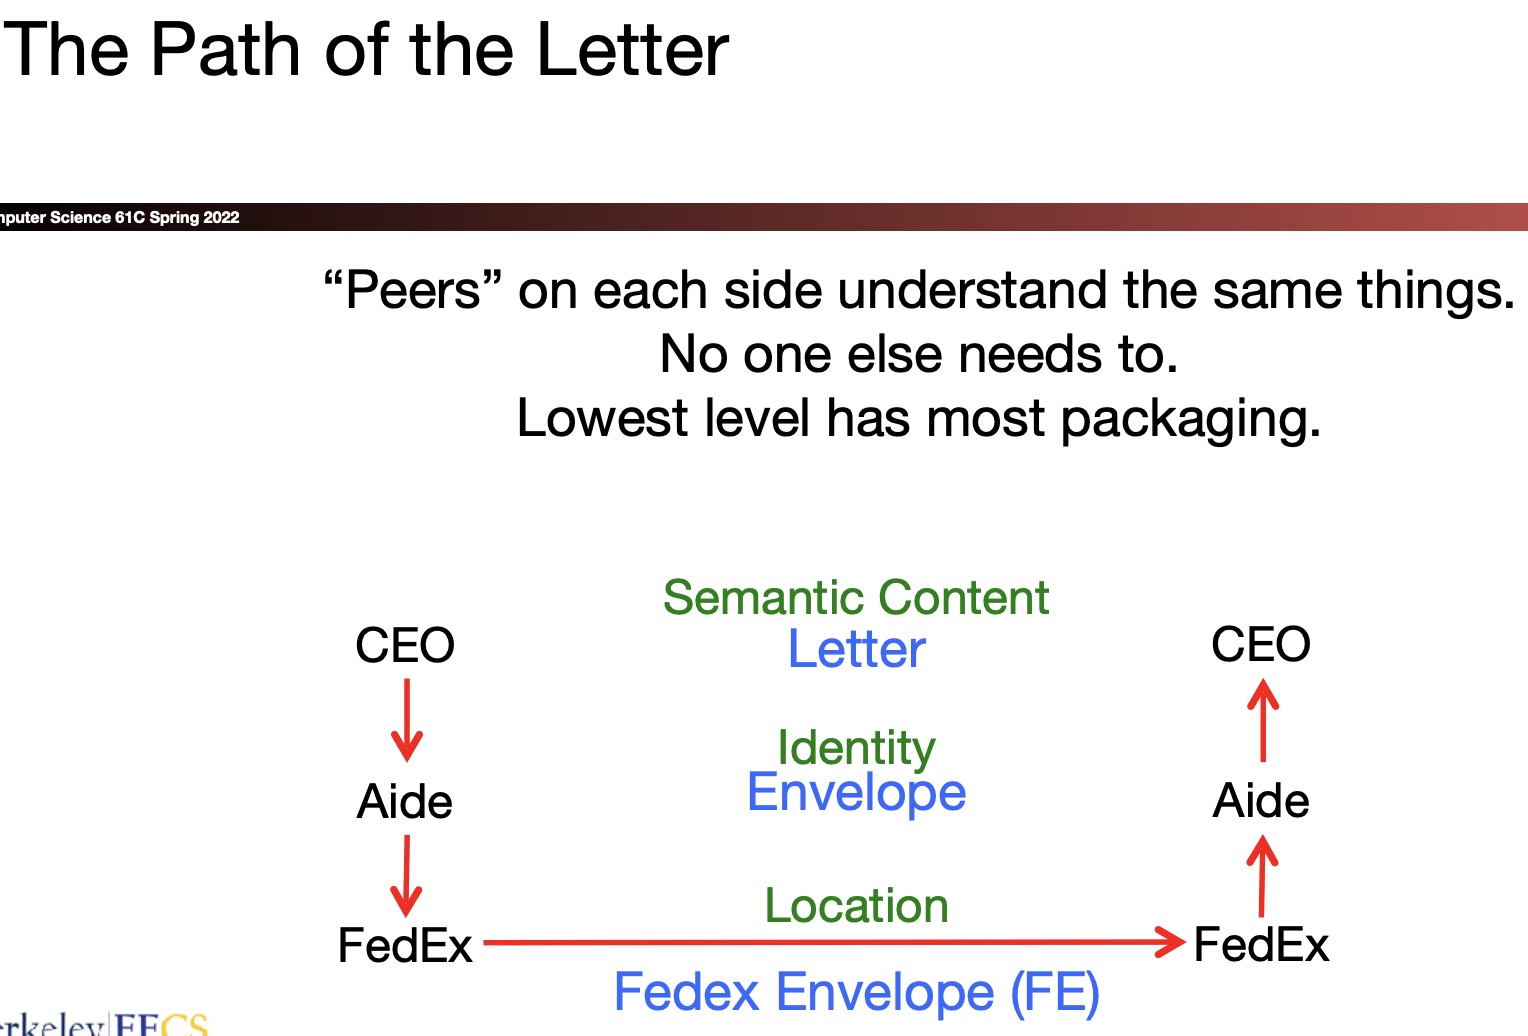 The Path of the Letter
mputer Science 61C Spring 2022
“Peers” on each side understand the same things.
No one else needs to.
Lowest level has most packaging.
Semantic Content
CEO Letter CEO
Identity
Aide Envelope Aide
Location
FedEx FedEx
Fedex Envelope (FE)
erkeley EECS